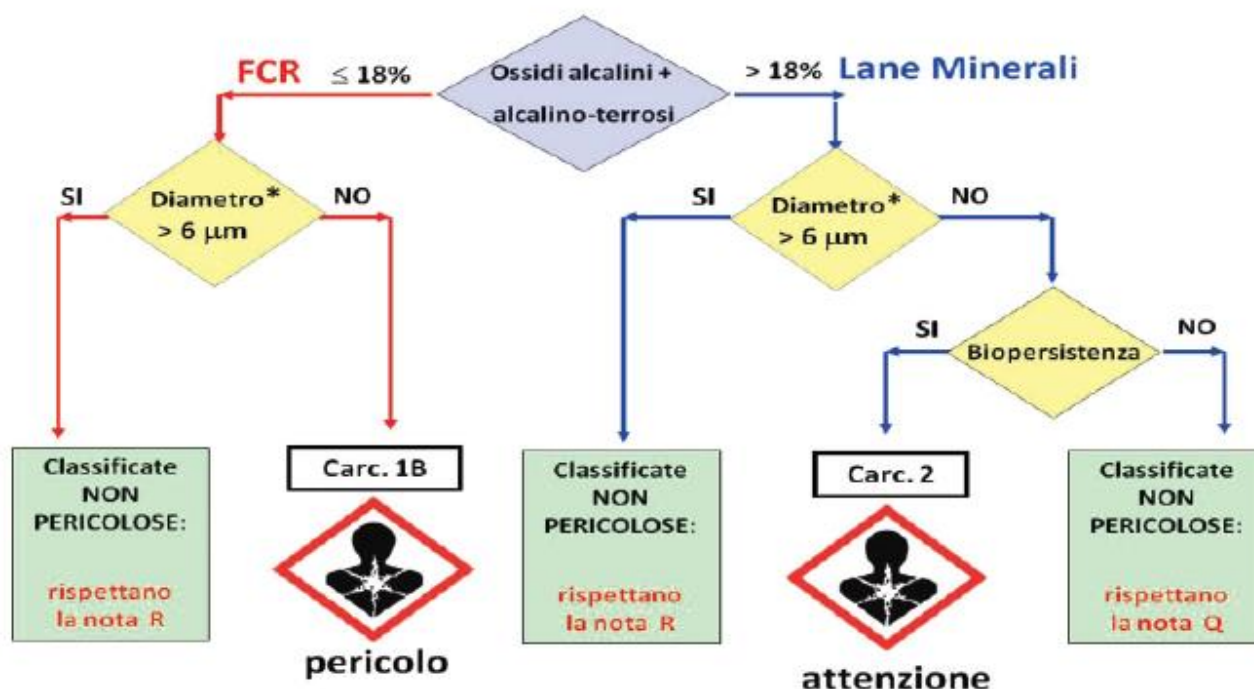 FCR ≤ 18%
Ossidi alcalini +
alcalino-terrosi
> 18% Lane Minerali
SI
Diametro*
> 6 µm
NO
SI
Diametro*
> 6 µm
NO
SI
Biopersistenza
NO
Classificate
NON
PERICOLOSE:
rispettano
la nota R
Carc. 1B
pericolo
Classificate
NON
PERICOLOSE:
rispettano
la nota R
Carc. 2
attenzione
Classificate
NON
PERICOLOSE:
rispettano
la nota Q